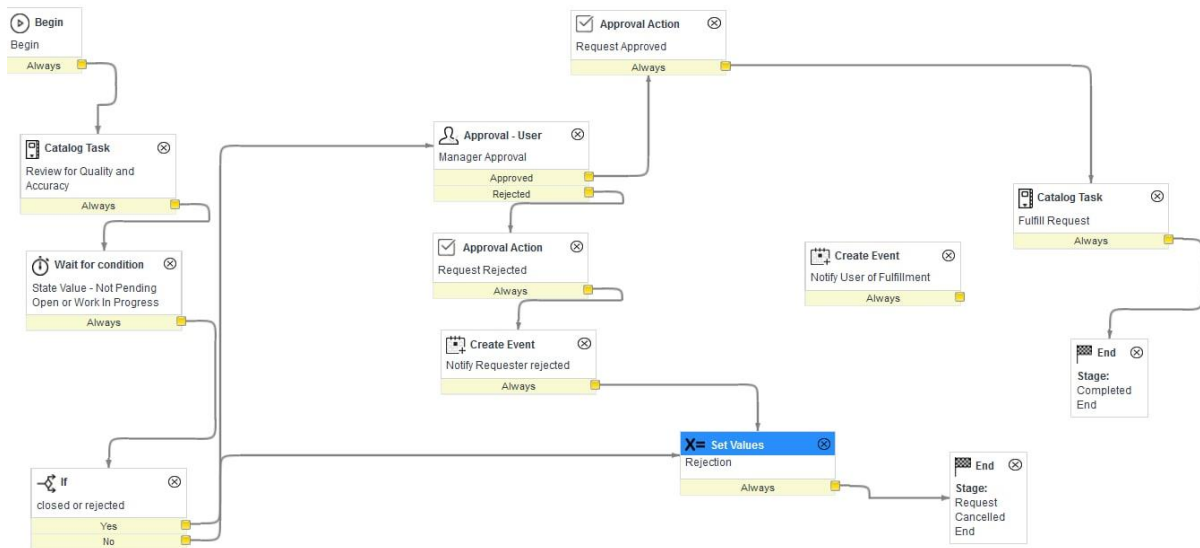 Begin
Begin
Always
Catalog Task
Review for Quality and
Accuracy
Always
Wait for condition
State Value - Not Pending
Open or Work In Progress
Always
If
closed or rejected
Yes
No
Approval - User
Manager Approval
Approved
Rejected
Approval Action
Request Rejected
Always
Create Event
Notify Requester rejected
Always
Approval Action
Request Approved
Always
Set Values
Rejection
Always
Create Event
Notify User of Fulfillment
Always
Catalog Task
Fulfill Request
Always
End
Stage:
Completed
End
End
Stage:
Request
Cancelled
End